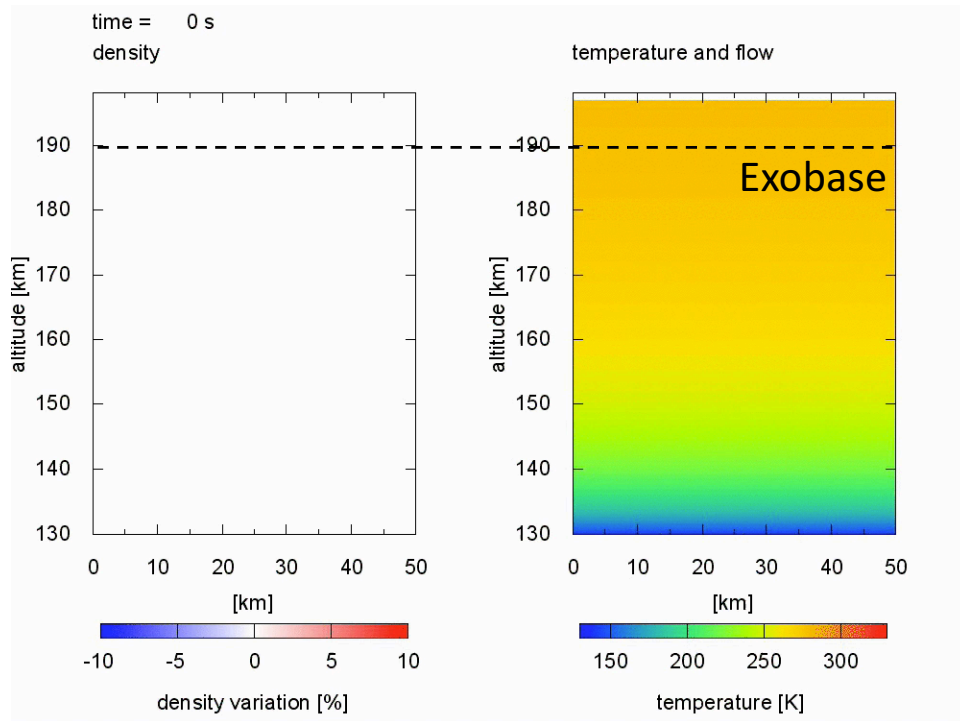 time = 0 s
density
temperature and flow
190
180
170
160
150
140
130
altitude [km]
0 10 20 30 40 50
[km]
-10 -5 0 5 10
density variation [%]
190
Exobase
180
170
160
150
140
130
altitude [km]
0 10 20 30 40 50
[km]
150 200 250 300
temperature [K]